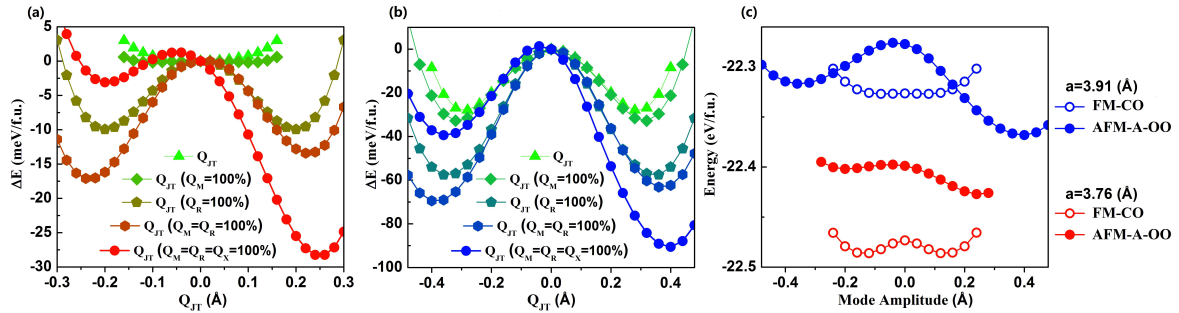 (a)
5
0
-5
-10
-15
-20
-25
-30
ΔE (meV/f.u.)
Q_JT
Q_JT (Q_M=100%)
Q_JT (Q_R=100%)
Q_JT (Q_M=Q_R=100%)
Q_JT (Q_M=Q_R=Q_X=100%)
-0.3 -0.2 -0.1 0.0 0.1 0.2 0.3
Q_JT (Å)
(b)
0
-20
-40
-60
-80
-100
ΔE (meV/f.u.)
Q_JT
Q_JT (Q_M=100%)
Q_JT (Q_R=100%)
Q_JT (Q_M=Q_R=100%)
Q_JT (Q_M=Q_R=Q_X=100%)
-0.4 -0.2 0.0 0.2 0.4
Q_JT (Å)
(c)
-22.3
-22.4
-22.5
Energy (eV/f.u.)
-0.4 -0.2 0.0 0.2 0.4
Mode Amplitude (Å)
a=3.91 (Å)
FM-CO
AFM-A-OO
a=3.76 (Å)
FM-CO
AFM-A-OO